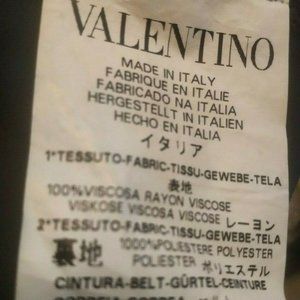 VALENTINO
MADE IN ITALY
FABRIQUE EN ITALIE
FABRICADO NA ITALIA
HERGESTELLT IN ITALIEN
HECHO EN ITALIA
イタリア
1°TESSUTO-FABRIC-TISSU-GEWEBE-TELA
表地
100%VISCOSA RAYON VISCOSE
VISKOSE VISCOSA VISCOSE レーヨン
2°TESSUTO-FABRIC-TISSU-GEWEBE-TELA
裏地 1000%POLIESTERE POLYESTER
POLIESTER ポリエステル
CINTURA-BELT-GÜRTEL-CEINTURE